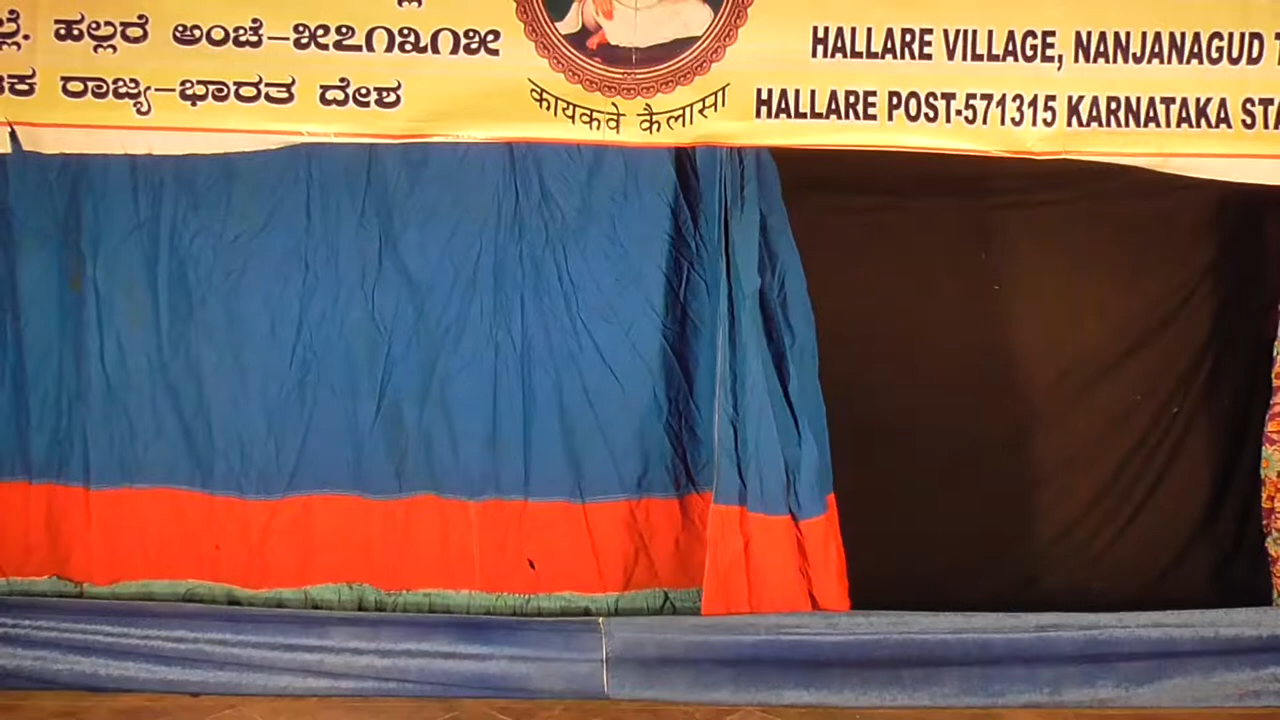 ಹಲ್ಲರೆ ಅಂಚೆ-೫೭೧೩೧೫
ರಾಜ್ಯ-ಭಾರತ ದೇಶ
कायकवे कैलासा
HALLARE VILLAGE, NANJANAGUD
HALLARE POST-571315 KARNATAKA